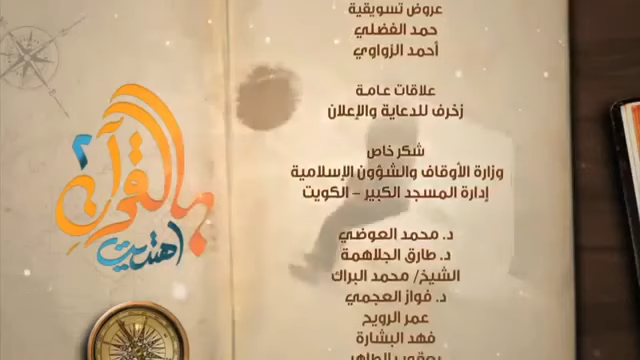 عروض تسويقية
حمد الفضلي
أحمد الزواوي
علاقات عامة
زخرف للدعاية والإعلان
شكر خاص
وزارة الأوقاف والشؤون الإسلامية
إدارة المسجد الكبير – الكويت
د. محمد العوضي
د. طارق الجلاهمة
الشيخ/ محمد البراك
د. فواز العجمي
عمر الرويح
فهد البشارة
بالقرآن
اهتديت
٢